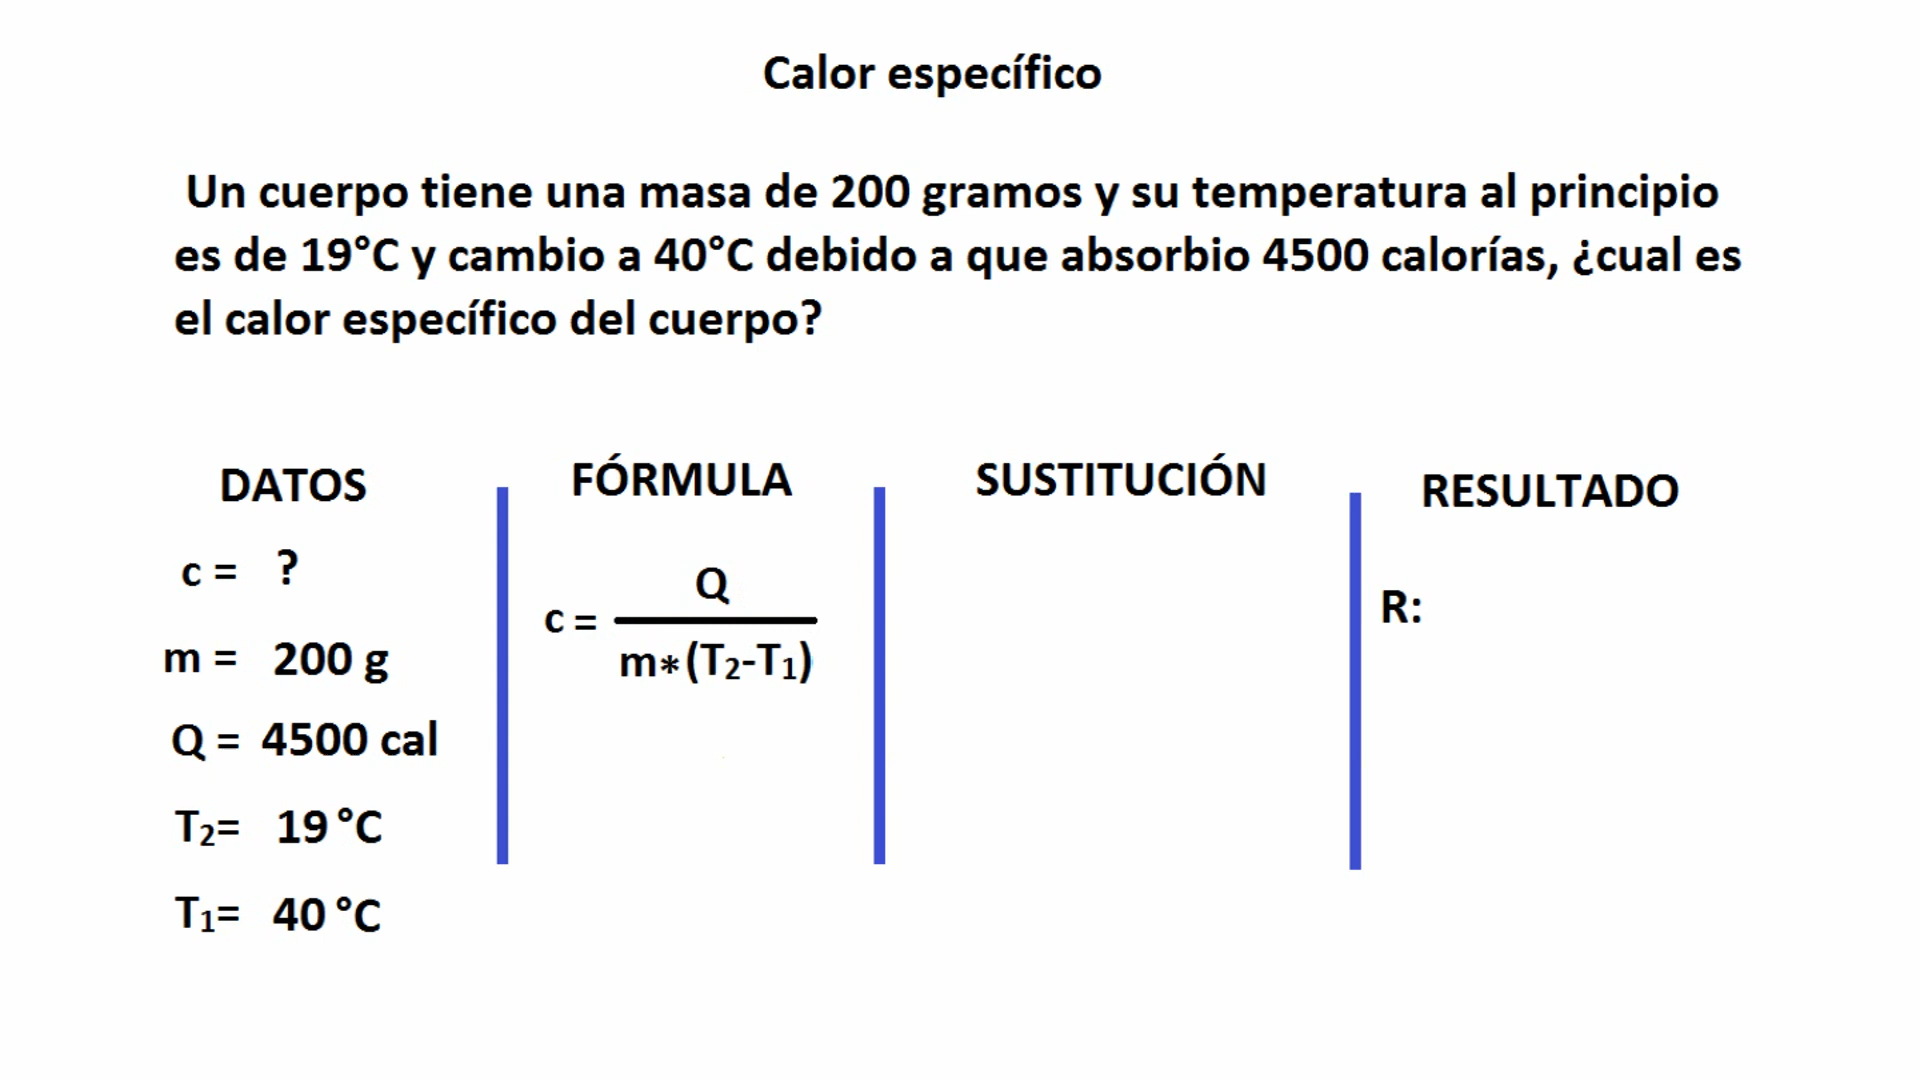 Calor específico
Un cuerpo tiene una masa de 200 gramos y su temperatura al principio
es de 19°C y cambio a 40°C debido a que absorbio 4500 calorías, ¿cual es
el calor específico del cuerpo?
DATOS
c = ?
m = 200 g
Q = 4500 cal
T₂= 19 °C
T₁= 40 °C
FÓRMULA
Q
c =
m*(T₂-T₁)
SUSTITUCIÓN
RESULTADO
R: